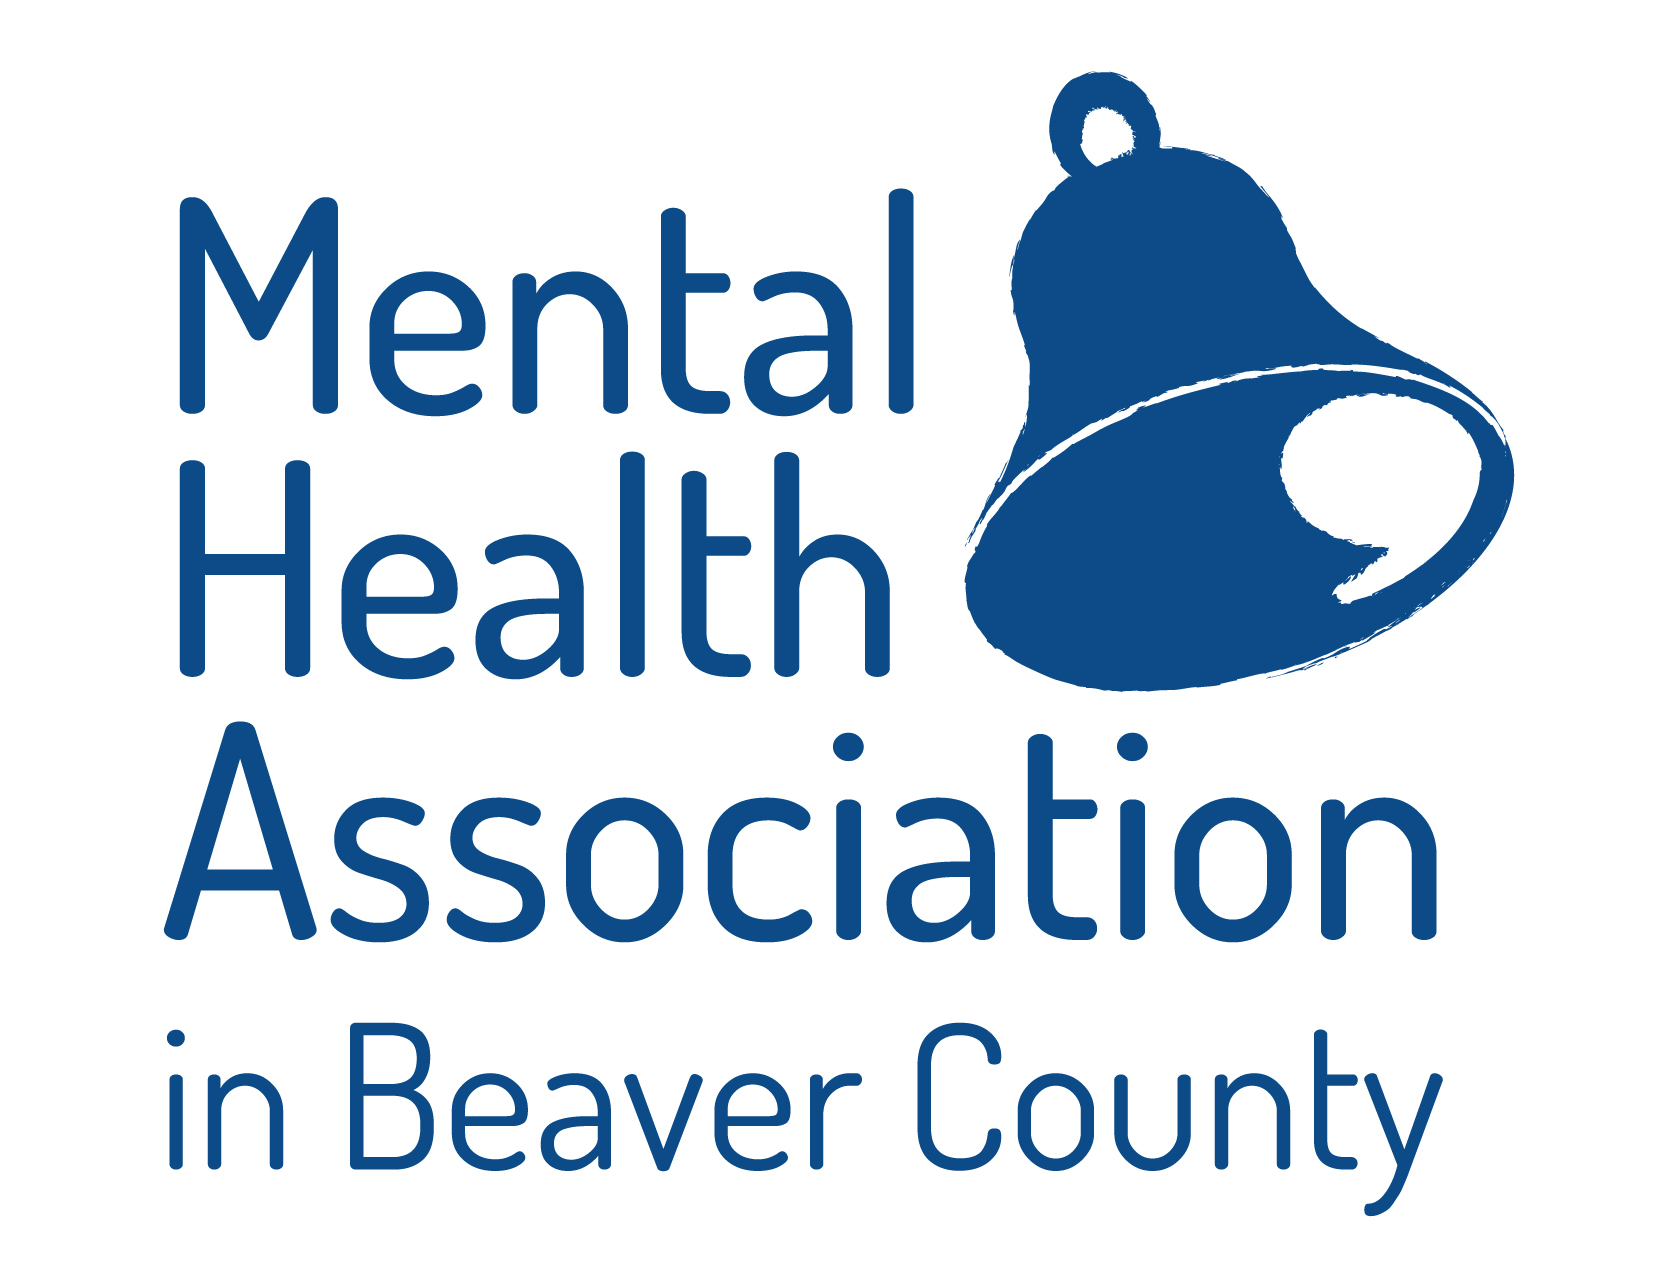 Mental
Health
Association
in Beaver County